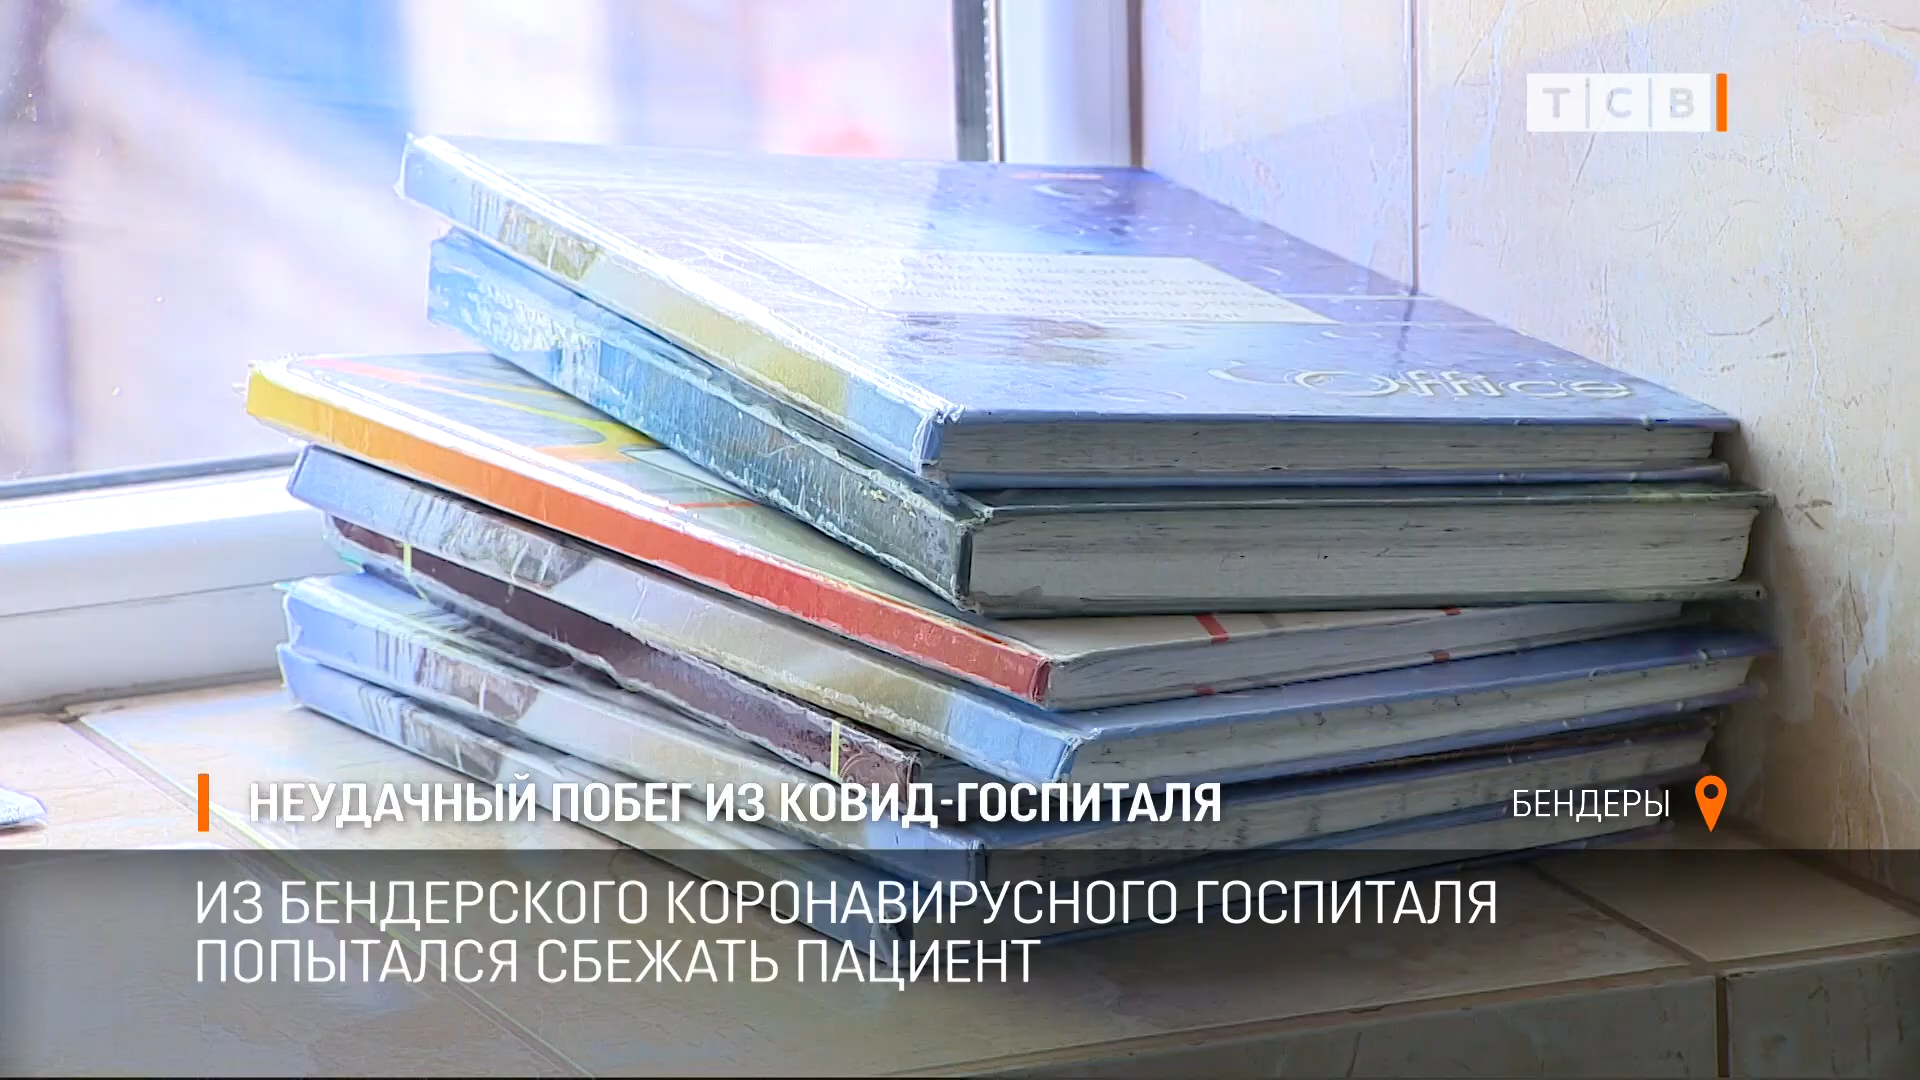 ТСВ
Office
НЕУДАЧНЫЙ ПОБЕГ ИЗ КОВИД-ГОСПИТАЛЯ
БЕНДЕРЫ
ИЗ БЕНДЕРСКОГО КОРОНАВИРУСНОГО ГОСПИТАЛЯ
ПОПЫТАЛСЯ СБЕЖАТЬ ПАЦИЕНТ